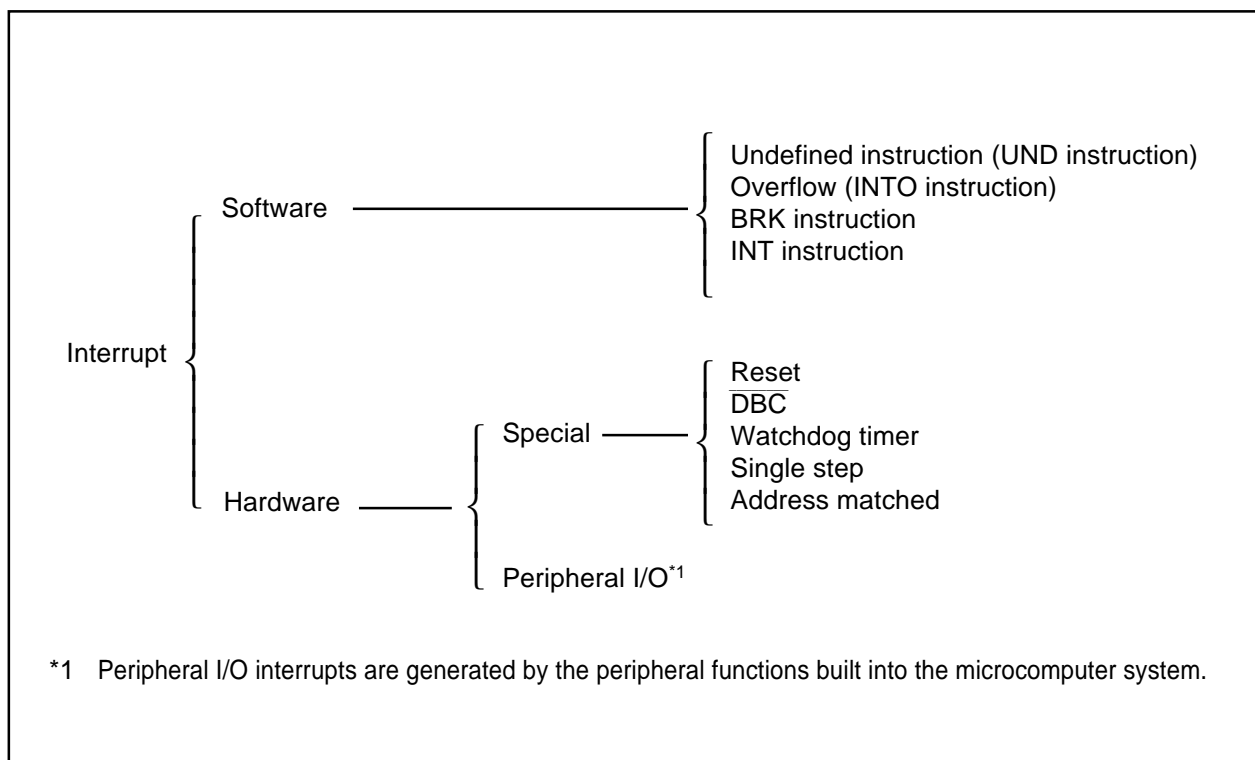 Interrupt
Software
Undefined instruction (UND instruction)
Overflow (INTO instruction)
BRK instruction
INT instruction
Hardware
Special
Reset
D̅B̅C̅
Watchdog timer
Single step
Address matched
Peripheral I/O*1
*1 Peripheral I/O interrupts are generated by the peripheral functions built into the microcomputer system.